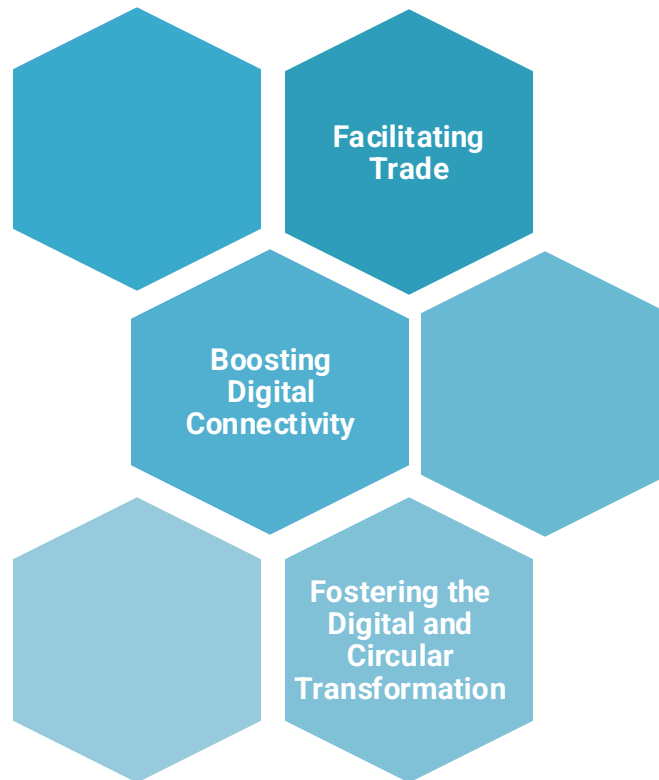 Facilitating
Trade
Boosting
Digital
Connectivity
Fostering the
Digital and
Circular
Transformation